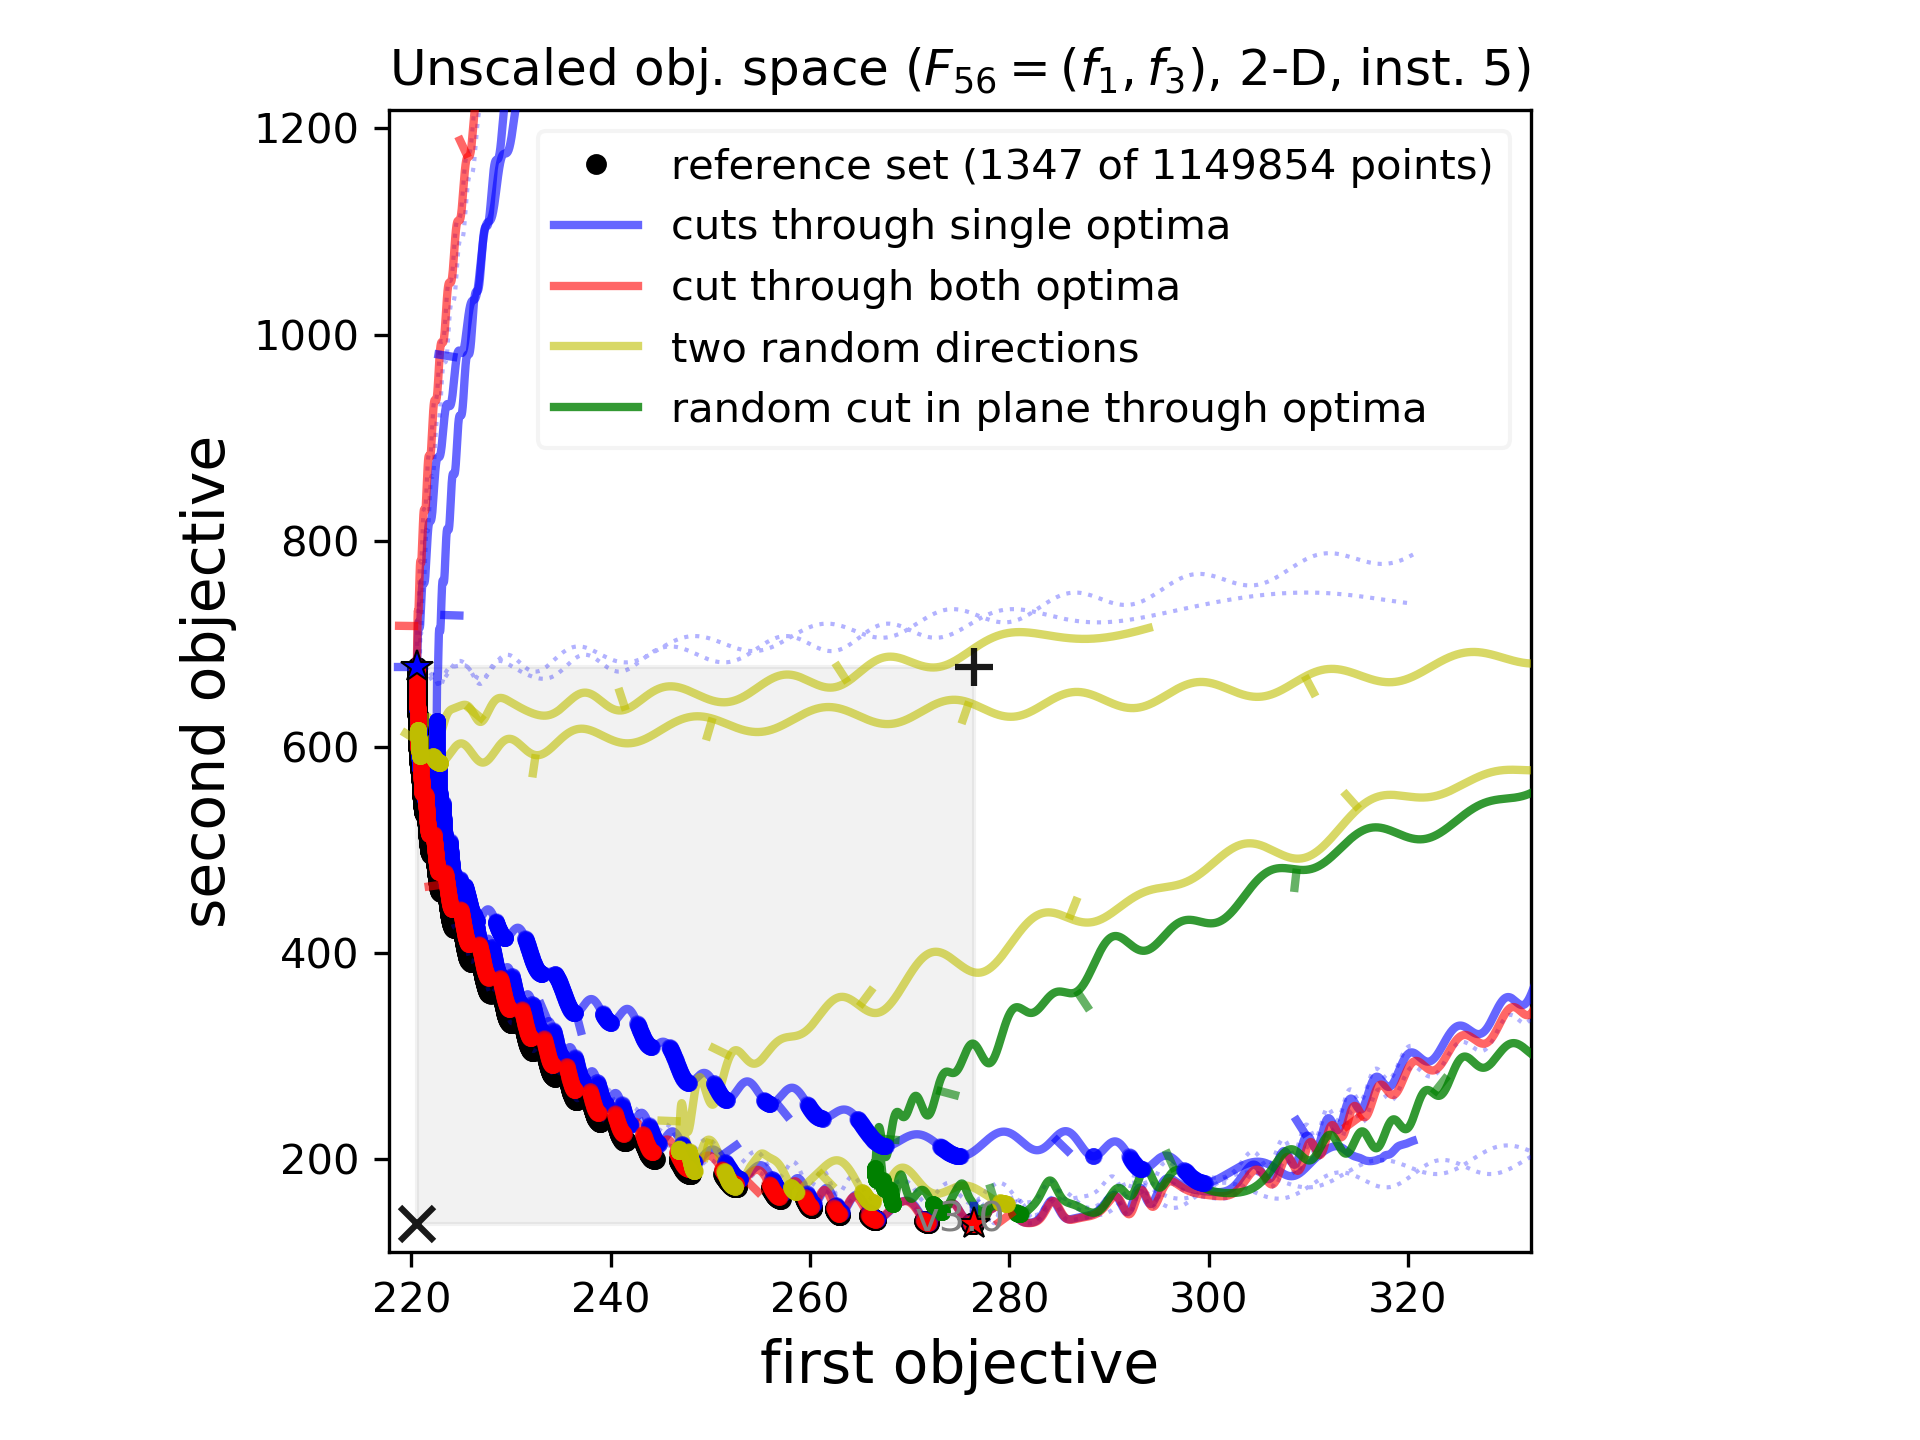 Unscaled obj. space (F56 = (f1, f3), 2-D, inst. 5)
1200
1000
800
600
400
200
second objective
reference set (1347 of 1149854 points)
cuts through single optima
cut through both optima
two random directions
random cut in plane through optima
v3.0
220 240 260 280 300 320
first objective